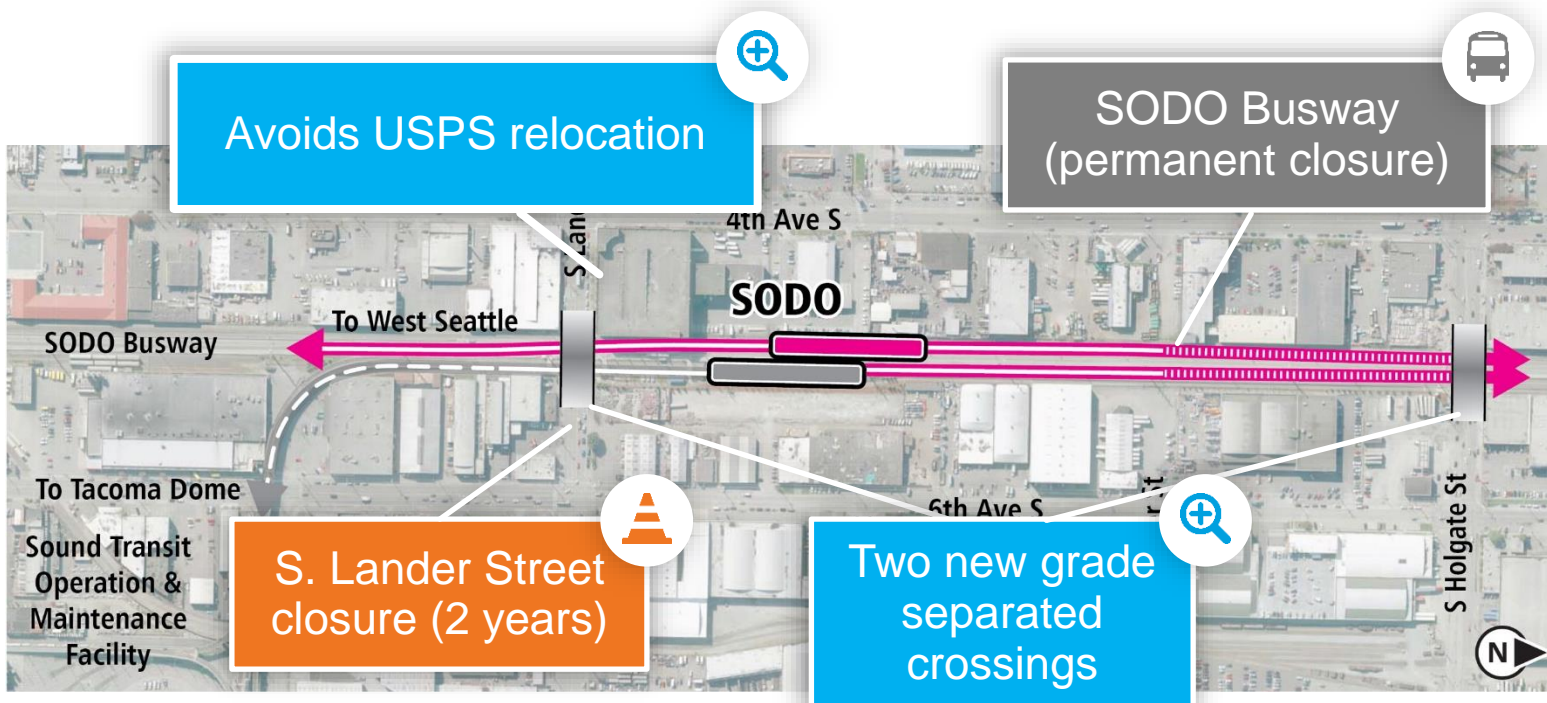 Avoids USPS relocation
SODO Busway
(permanent closure)
4th Ave S
SODO
To West Seattle
SODO Busway
To Tacoma Dome
Sound Transit
Operation &
Maintenance
Facility
S. Lander Street
closure (2 years)
6th Ave S
Two new grade
separated
crossings
S Holgate St
N